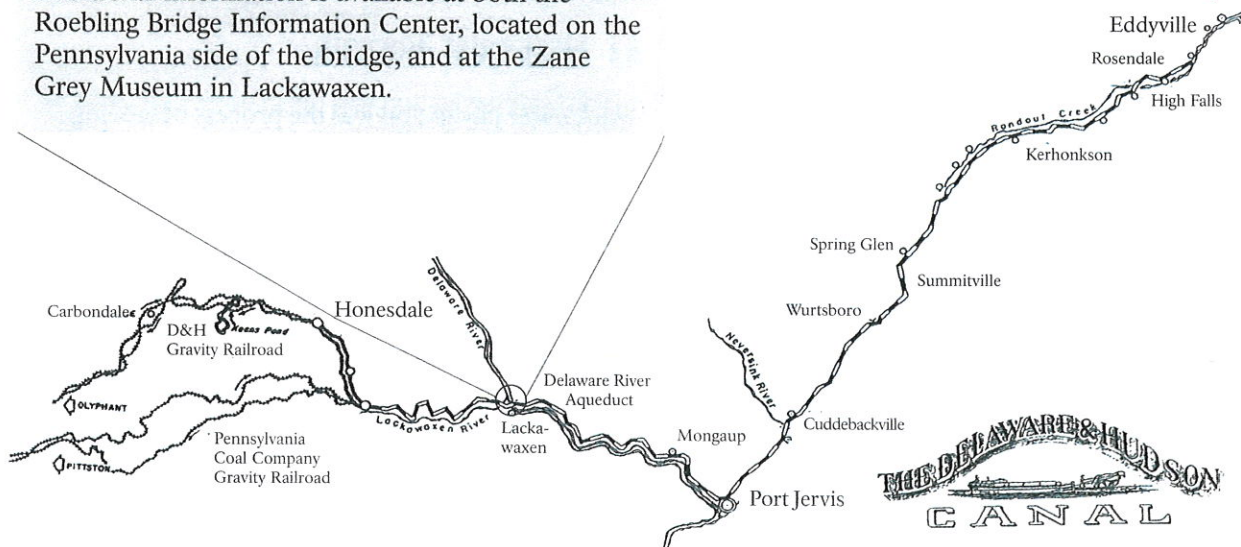 Roebling Bridge Information Center, located on the
Pennsylvania side of the bridge, and at the Zane
Grey Museum in Lackawaxen.
Eddyville
Rosendale
High Falls
Rondout Creek
Kerhonkson
Spring Glen
Summitville
Wurtsboro
Neversink River
Cuddebackville
Delaware River
Honesdale
Carbondale
D&H
Gravity Railroad
Keens Pond
OLYPHANT
PITTSTON
Pennsylvania
Coal Company
Gravity Railroad
Lackawaxen River
Lacka-
waxen
Delaware River
Aqueduct
Mongaup
Port Jervis
THE DELAWARE & HUDSON
CANAL